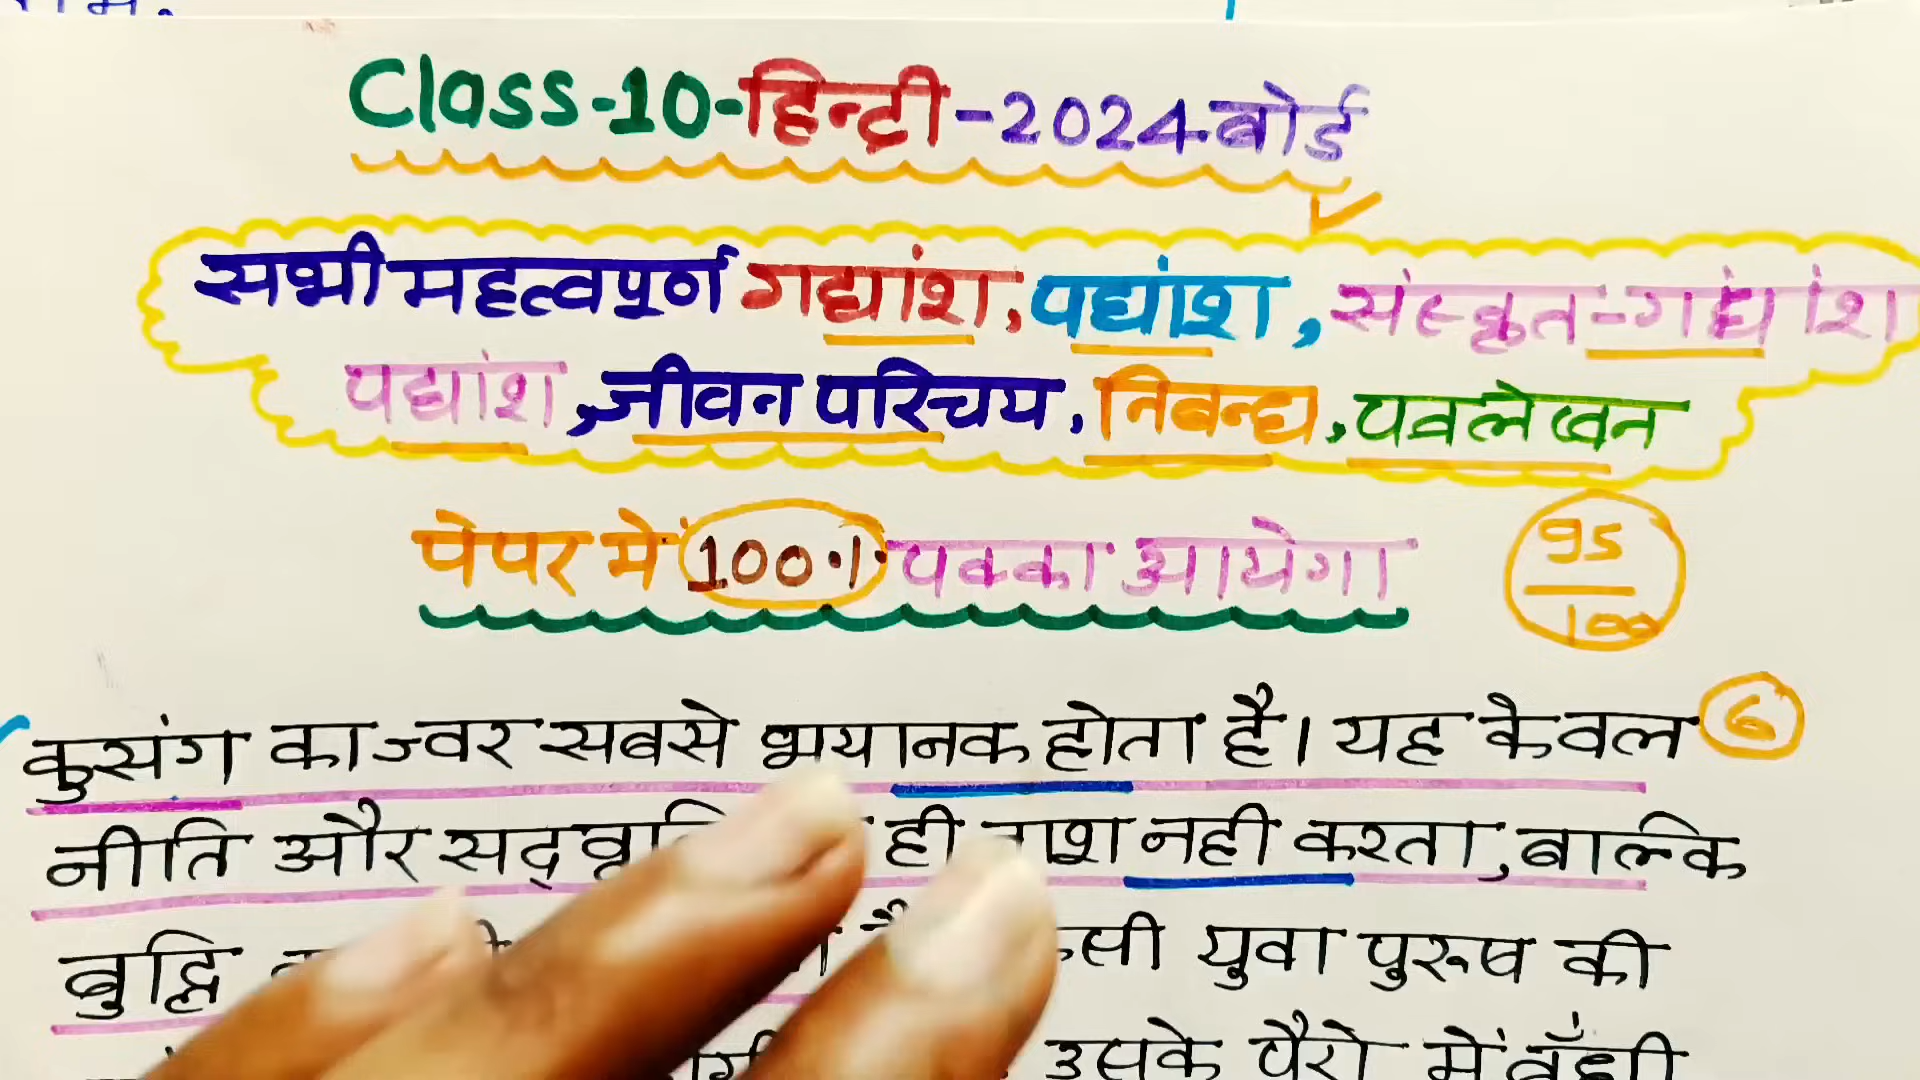 Class-10-हिन्दी-2024-बोर्ड
सभी महत्वपूर्ण गद्यांश, पद्यांश, संस्कृत-गद्यांश
पद्यांश, जीवन परिचय, निबन्ध, पत्रलेखन
पेपर में 100% पक्का आयेगा
95
100
कुसंग का ज्वर सबसे भयानक होता है। यह केवल
6
नीति और ही नाश नही करता, बल्कि
बुद्धि युवा पुरुष की
उसके पैरो में बँधी